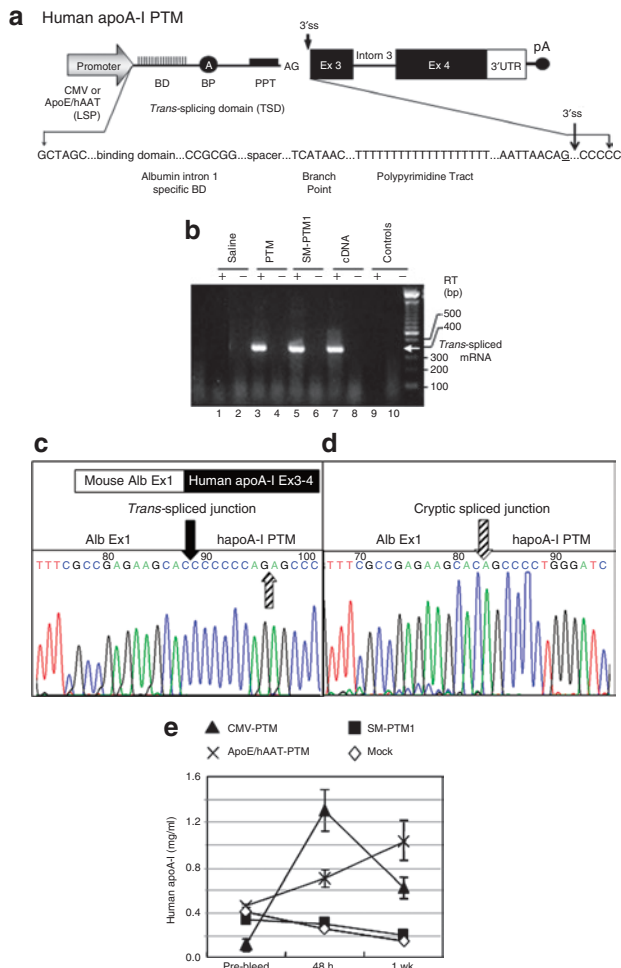 a Human apoA-I PTM
3′ss
pA
Promoter
A
AG
Ex 3
Intorn 3
Ex 4
3′UTR
CMV or
ApoE/hAAT
(LSP)
BD
BP
PPT
Trans-splicing domain (TSD)
3′ss
GCTAGC...binding domain...CCGCGG...spacer...TCATAAC...TTTTTTTTTTTTTTTTTTT...AATTAACAG...CCCCC
Albumin intron 1
specific BD
Branch
Point
Polypyrimidine Tract
b
Saline
PTM
SM-PTM1
cDNA
Controls
+ − + − + − + − + −
RT
(bp)
500
400
Trans-spliced
mRNA
300
200
100
1 2 3 4 5 6 7 8 9 10
c
Mouse Alb Ex1 Human apoA-I Ex3-4
Trans-spliced junction
Alb Ex1 hapoA-I PTM
80 90 100
TTTCGCCGAGAAGCACCCCCCCAGAGCCC
d
Cryptic spliced junction
Alb Ex1 hapoA-I PTM
70 80 90
TTTCGCCGAGAAGCACAGCCCCTGGGATC
e
CMV-PTM
SM-PTM1
ApoE/hAAT-PTM
Mock
Human apoA-I (mg/ml)
1.6
1.2
0.8
0.4
0.0
Pre-bleed 48 h 1 wk